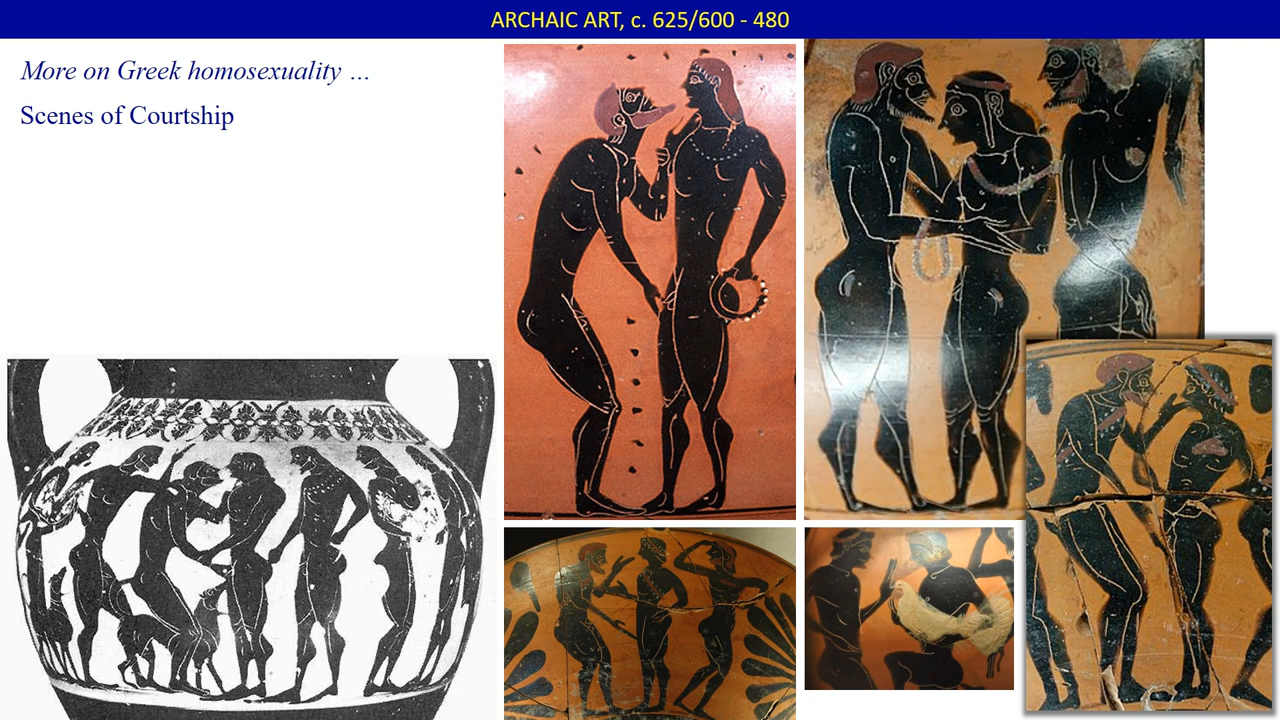 ARCHAIC ART, c. 625/600 - 480
More on Greek homosexuality …
Scenes of Courtship